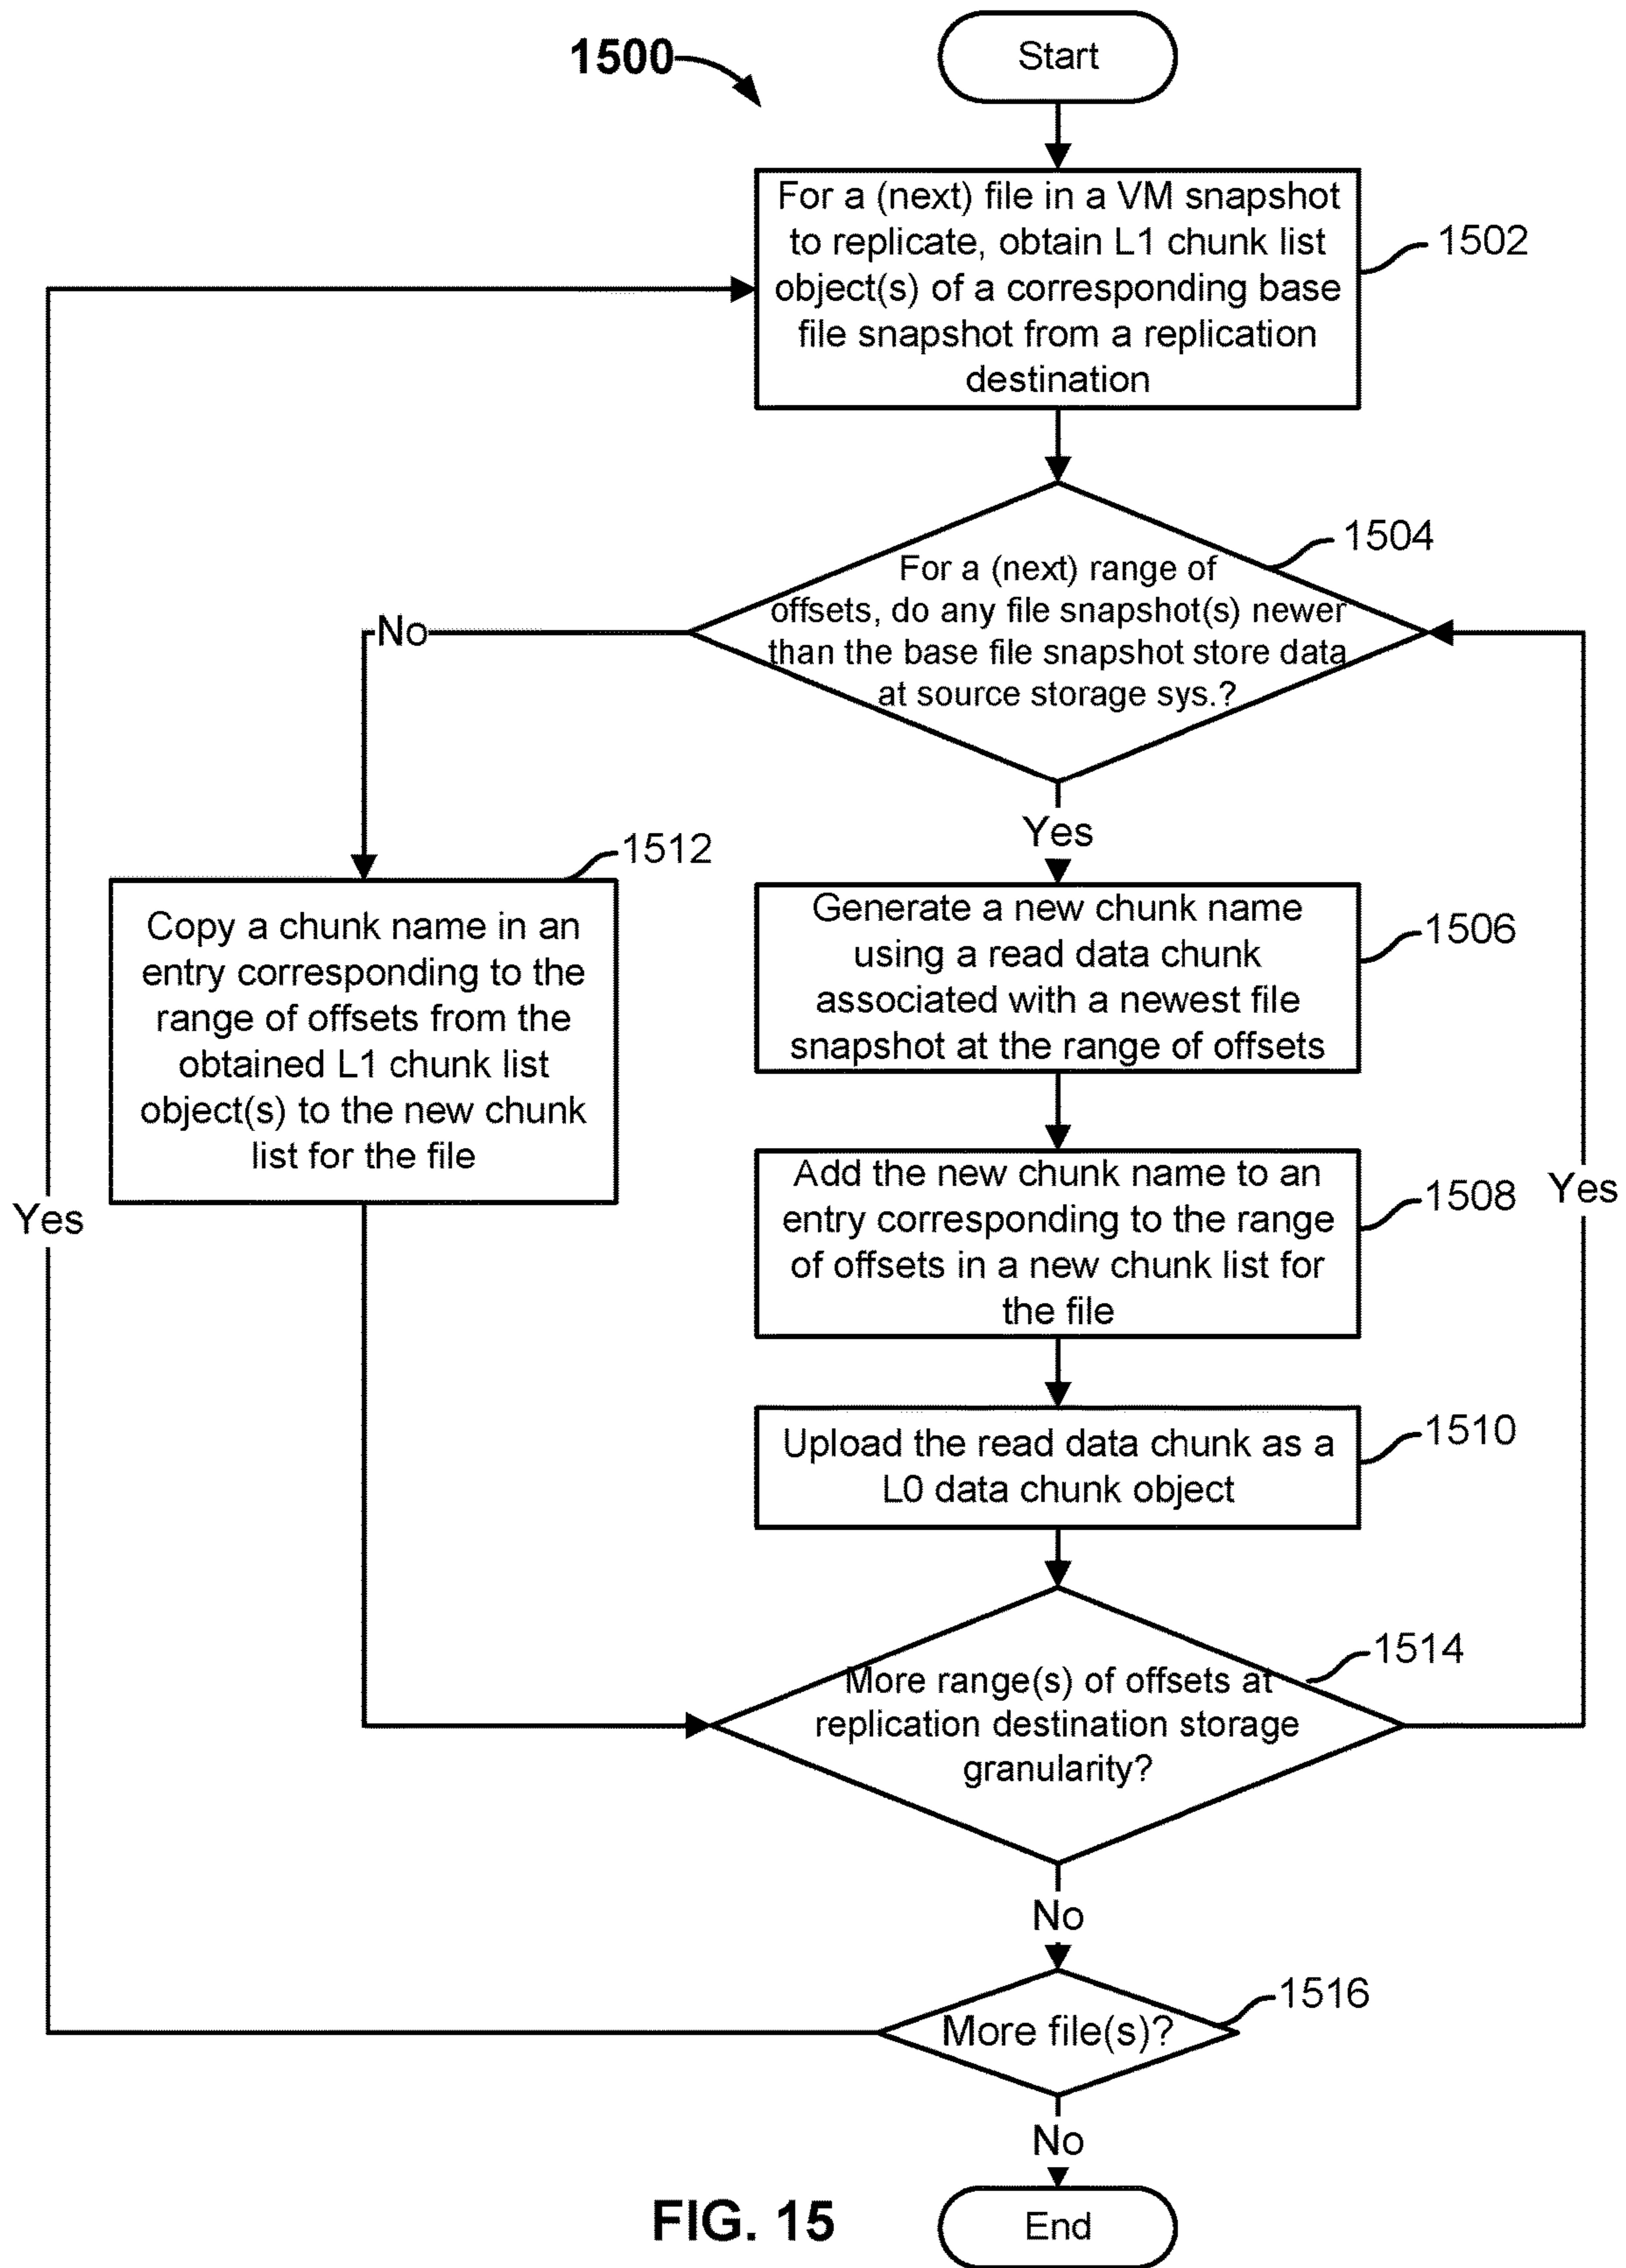 1500
Start
For a (next) file in a VM snapshot
to replicate, obtain L1 chunk list
object(s) of a corresponding base
file snapshot from a replication
destination
1502
1504
For a (next) range of
offsets, do any file snapshot(s) newer
than the base file snapshot store data
at source storage sys.?
No
Yes
1512
Copy a chunk name in an
entry corresponding to the
range of offsets from the
obtained L1 chunk list
object(s) to the new chunk
list for the file
Generate a new chunk name
using a read data chunk
associated with a newest file
snapshot at the range of offsets
1506
Add the new chunk name to an
entry corresponding to the range
of offsets in a new chunk list for
the file
1508
Yes
Yes
Upload the read data chunk as a
L0 data chunk object
1510
1514
More range(s) of offsets at
replication destination storage
granularity?
No
1516
More file(s)?
No
End
FIG. 15